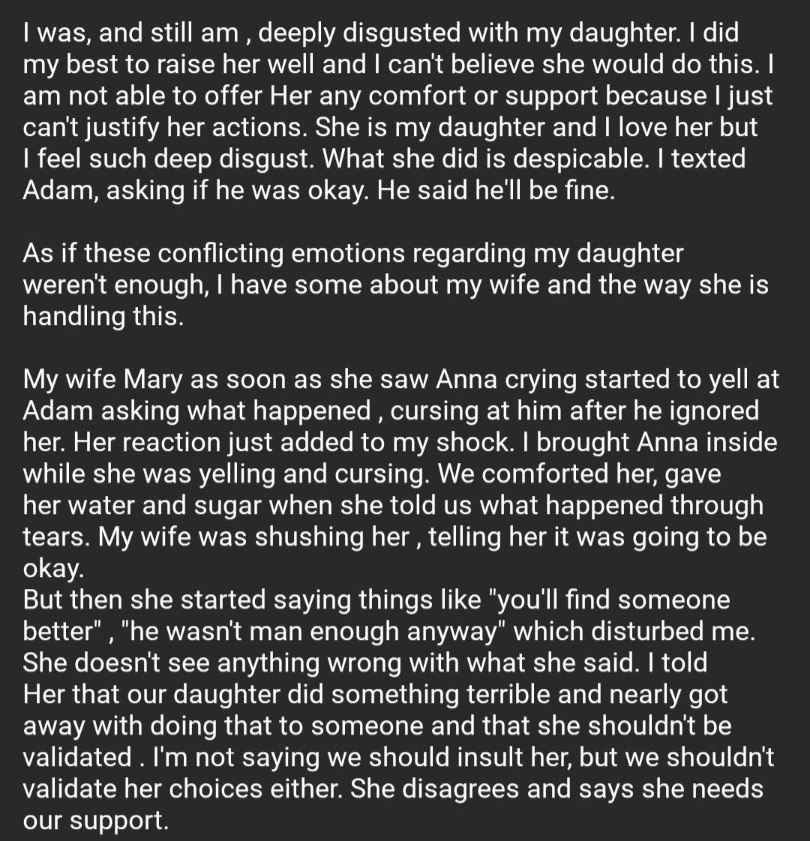 I was, and still am , deeply disgusted with my daughter. I did
my best to raise her well and I can't believe she would do this. I
am not able to offer Her any comfort or support because I just
can't justify her actions. She is my daughter and I love her but
I feel such deep disgust. What she did is despicable. I texted
Adam, asking if he was okay. He said he'll be fine.

As if these conflicting emotions regarding my daughter
weren't enough, I have some about my wife and the way she is
handling this.

My wife Mary as soon as she saw Anna crying started to yell at
Adam asking what happened , cursing at him after he ignored
her. Her reaction just added to my shock. I brought Anna inside
while she was yelling and cursing. We comforted her, gave
her water and sugar when she told us what happened through
tears. My wife was shushing her , telling her it was going to be
okay.
But then she started saying things like "you'll find someone
better" , "he wasn't man enough anyway" which disturbed me.
She doesn't see anything wrong with what she said. I told
Her that our daughter did something terrible and nearly got
away with doing that to someone and that she shouldn't be
validated . I'm not saying we should insult her, but we shouldn't
validate her choices either. She disagrees and says she needs
our support.